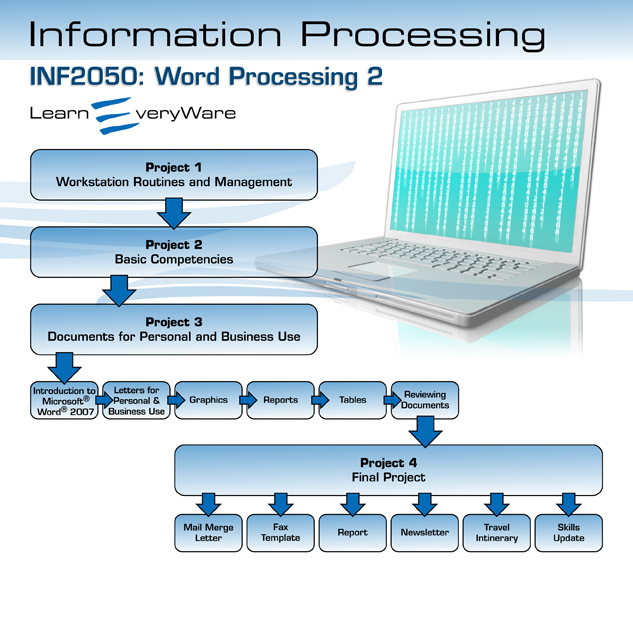 Information Processing
INF2050: Word Processing 2
Learn EveryWare
Project 1
Workstation Routines and Management
Project 2
Basic Competencies
Project 3
Documents for Personal and Business Use
Introduction to
Microsoft®
Word® 2007
Letters for
Personal &
Business Use
Graphics
Reports
Tables
Reviewing
Documents
Project 4
Final Project
Mail Merge
Letter
Fax
Template
Report
Newsletter
Travel
Intinerary
Skills
Update